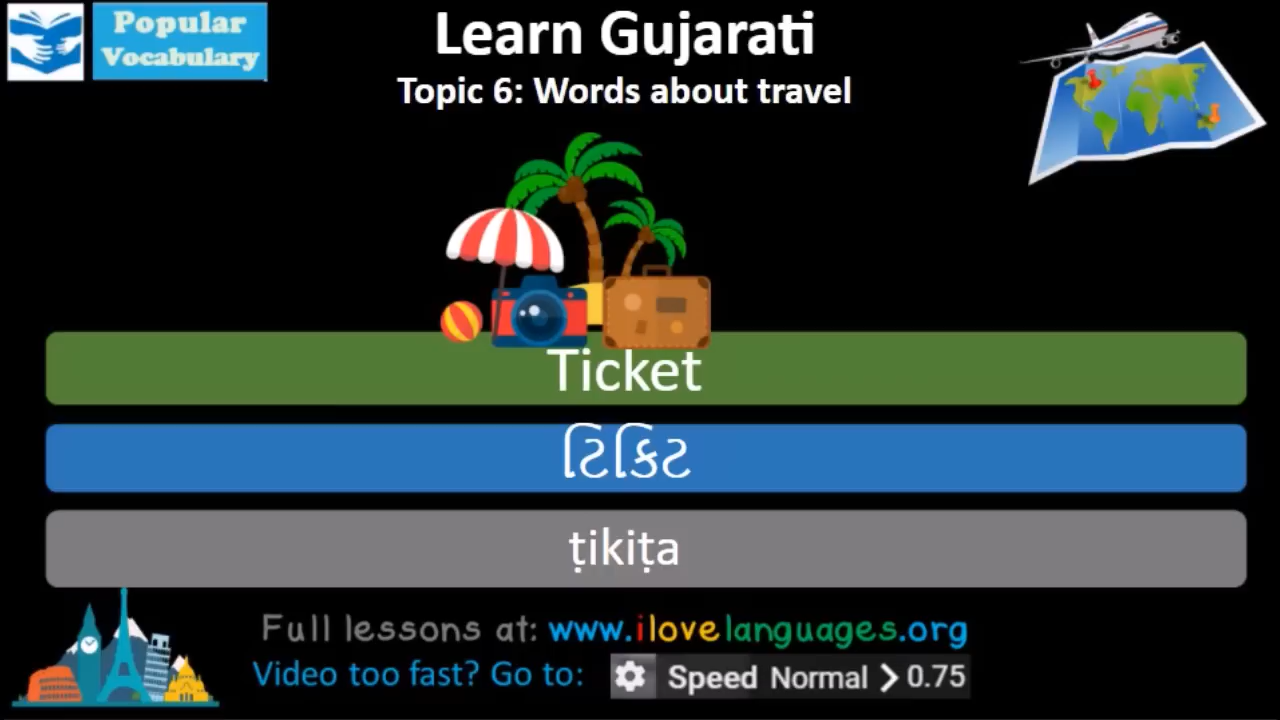 Popular
Vocabulary
Learn Gujarati
Topic 6: Words about travel
Ticket
ટિકિટ
ṭikiṭa
Full lessons at: www.ilovelanguages.org
Video too fast? Go to: Speed Normal > 0.75